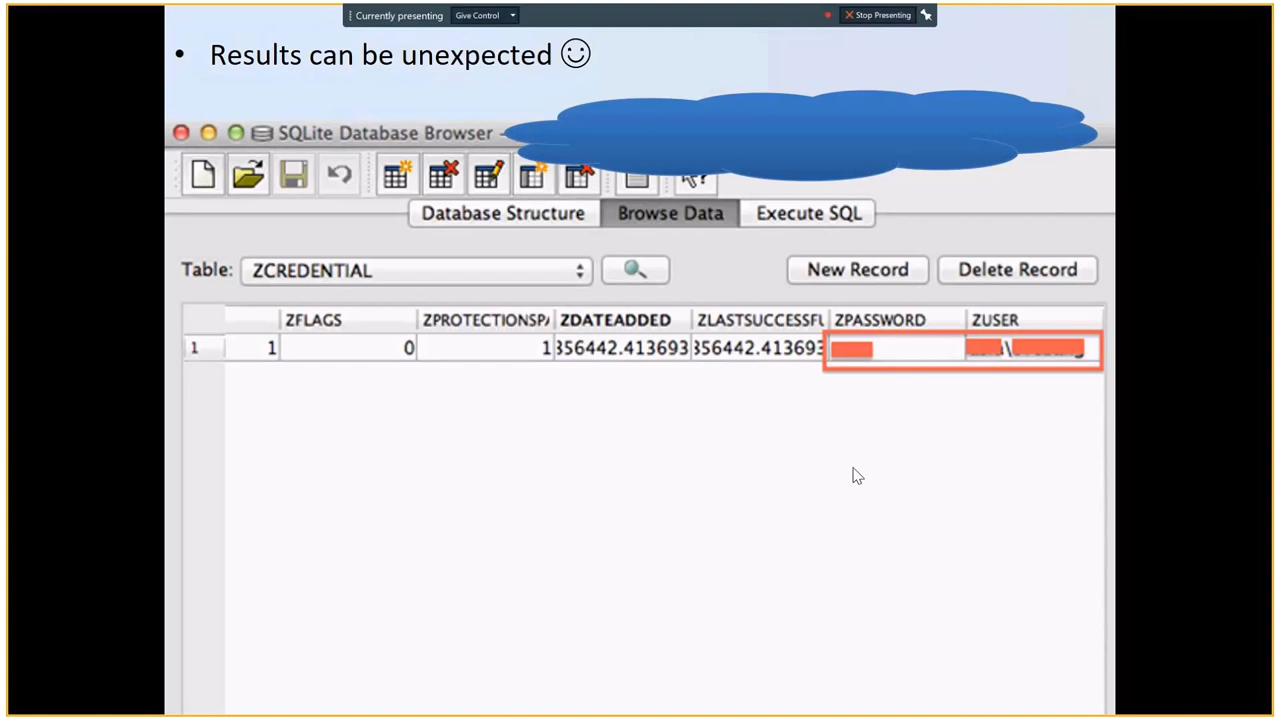 Currently presenting Give Control Stop Presenting
• Results can be unexpected ☺
SQLite Database Browser -
Database Structure Browse Data Execute SQL
Table: ZCREDENTIAL New Record Delete Record
ZFLAGS ZPROTECTIONSPA ZDATEADDED ZLASTSUCCESSFU ZPASSWORD ZUSER
1 1 0 1 356442.413693 356442.413693